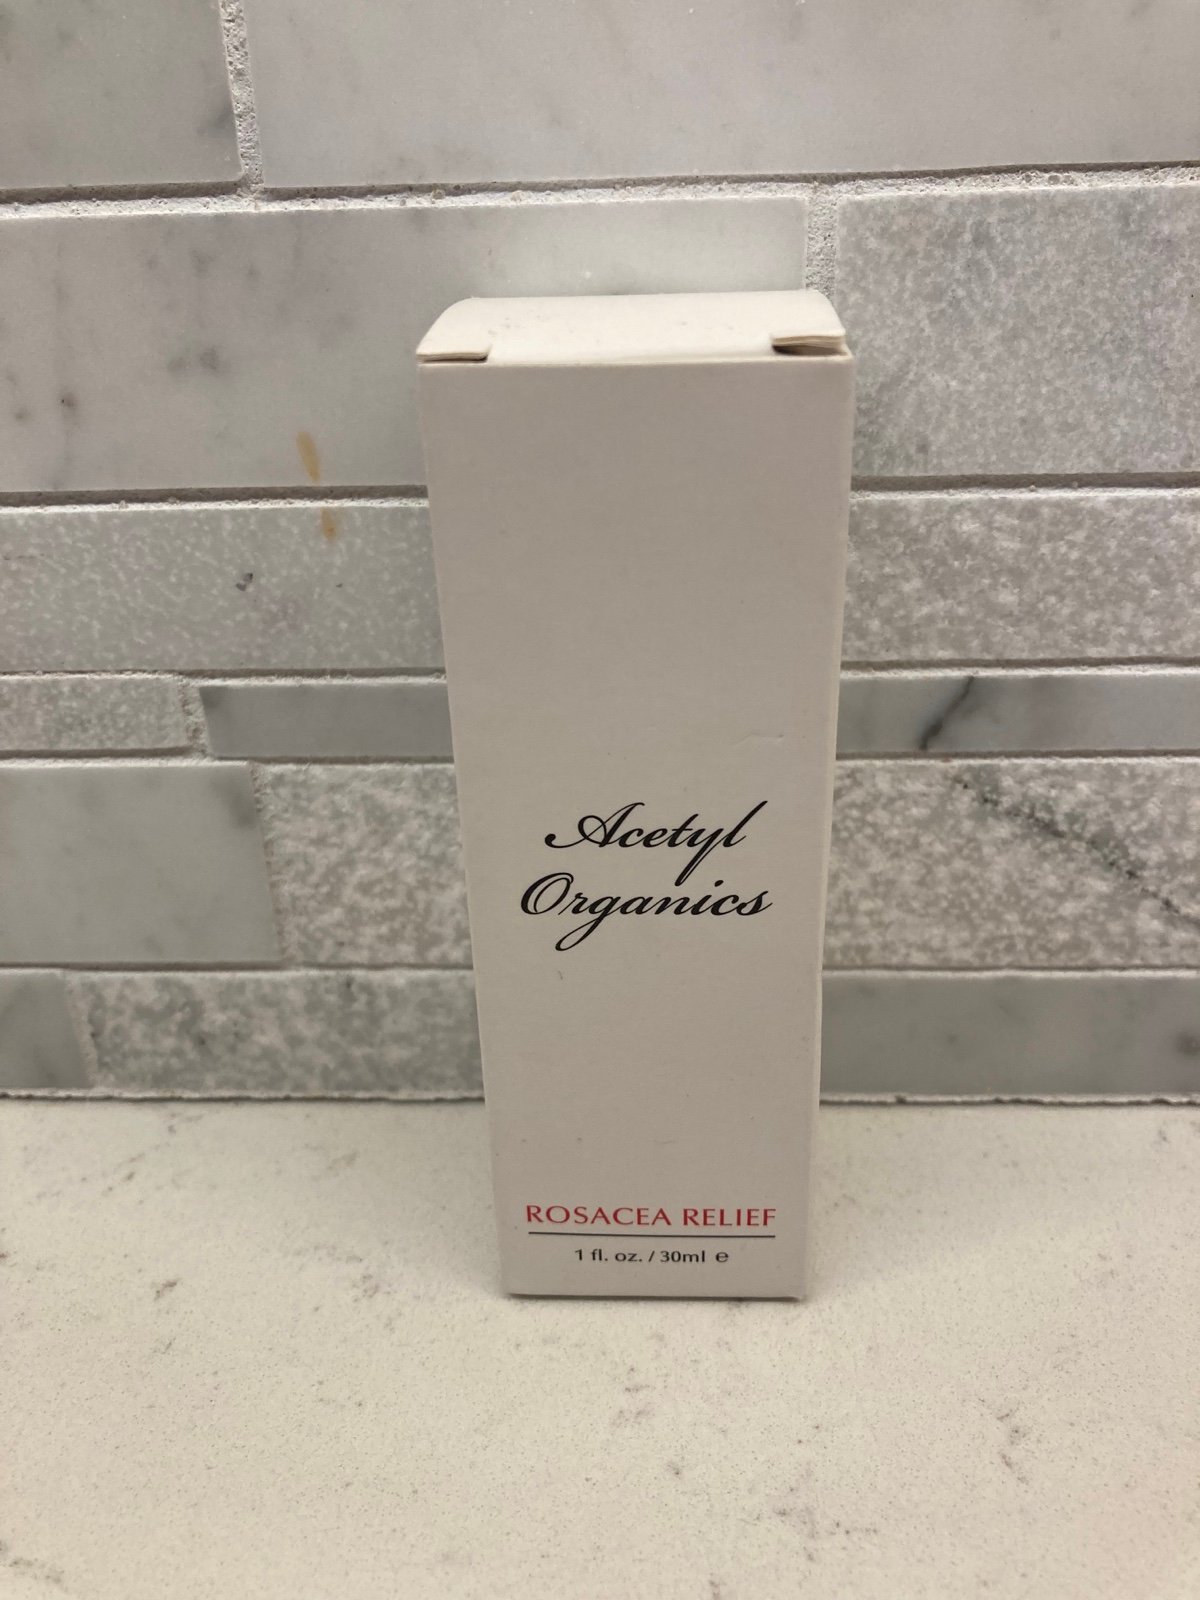 Acetyl
Organics
ROSACEA RELIEF
1 fl. oz. / 30ml ℮